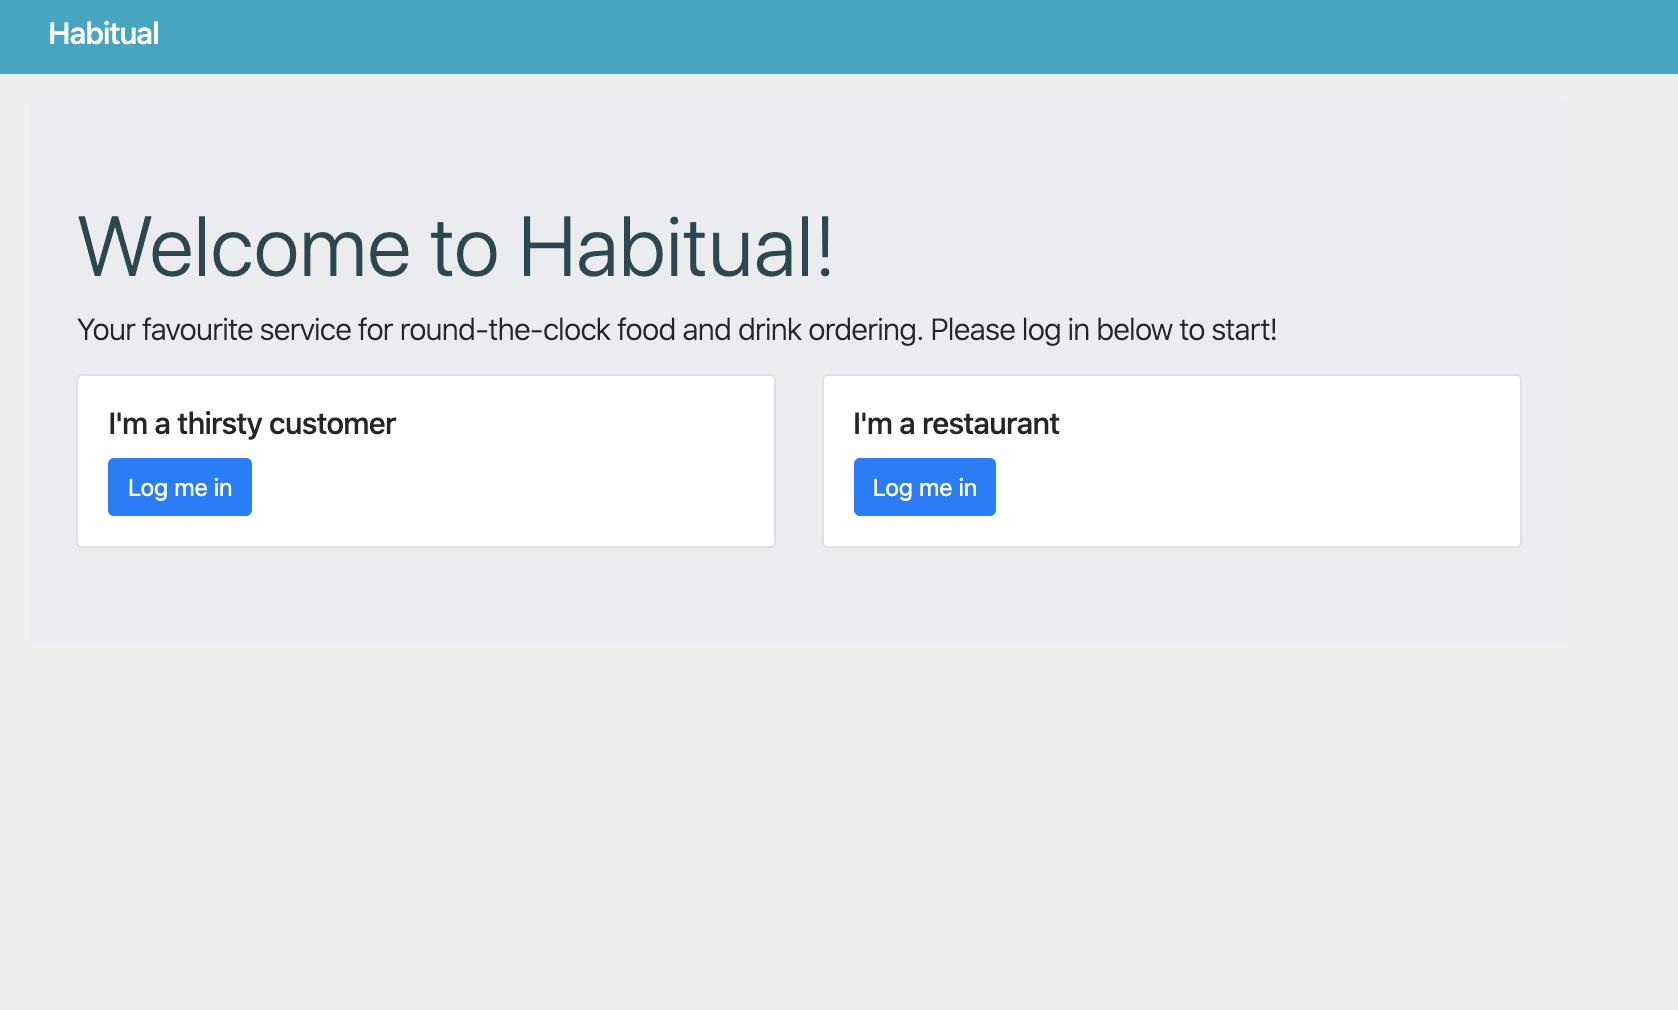 Habitual
Welcome to Habitual!
Your favourite service for round-the-clock food and drink ordering. Please log in below to start!
I'm a thirsty customer
Log me in
I'm a restaurant
Log me in